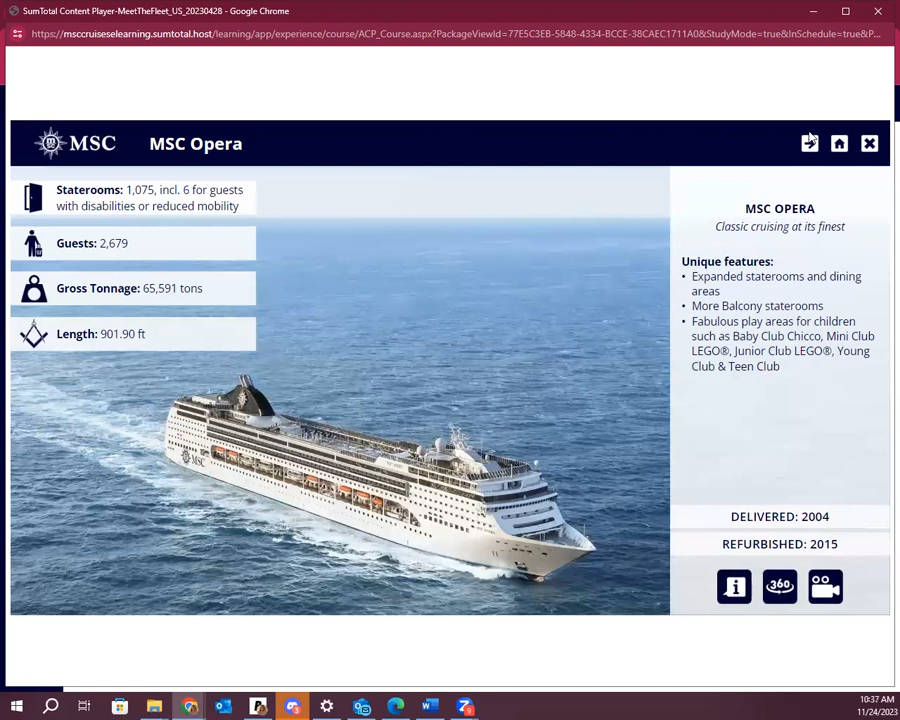 SumTotal Content Player-MeetTheFleet_US_20230428 - Google Chrome
https://msccruiseselearning.sumtotal.host/learning/app/experience/course/ACP_Course.aspx?PackageViewId=77E5C3EB-5848-4334-BCCE-38CAEC1711A0&StudyMode=true&InSchedule=true&P...
MSC MSC Opera
Staterooms: 1,075, incl. 6 for guests
with disabilities or reduced mobility
Guests: 2,679
Gross Tonnage: 65,591 tons
Length: 901.90 ft
MSC
MSC OPERA
Classic cruising at its finest
Unique features:
• Expanded staterooms and dining
areas
• More Balcony staterooms
• Fabulous play areas for children
such as Baby Club Chicco, Mini Club
LEGO®, Junior Club LEGO®, Young
Club & Teen Club
DELIVERED: 2004
REFURBISHED: 2015
i 360
10:37 AM
11/24/2023